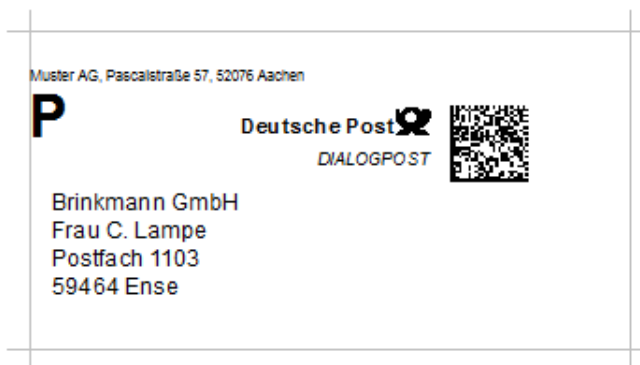 Muster AG, Pascalstraße 57, 52076 Aachen
P
Deutsche Post
DIALOGPOST
Brinkmann GmbH
Frau C. Lampe
Postfach 1103
59464 Ense